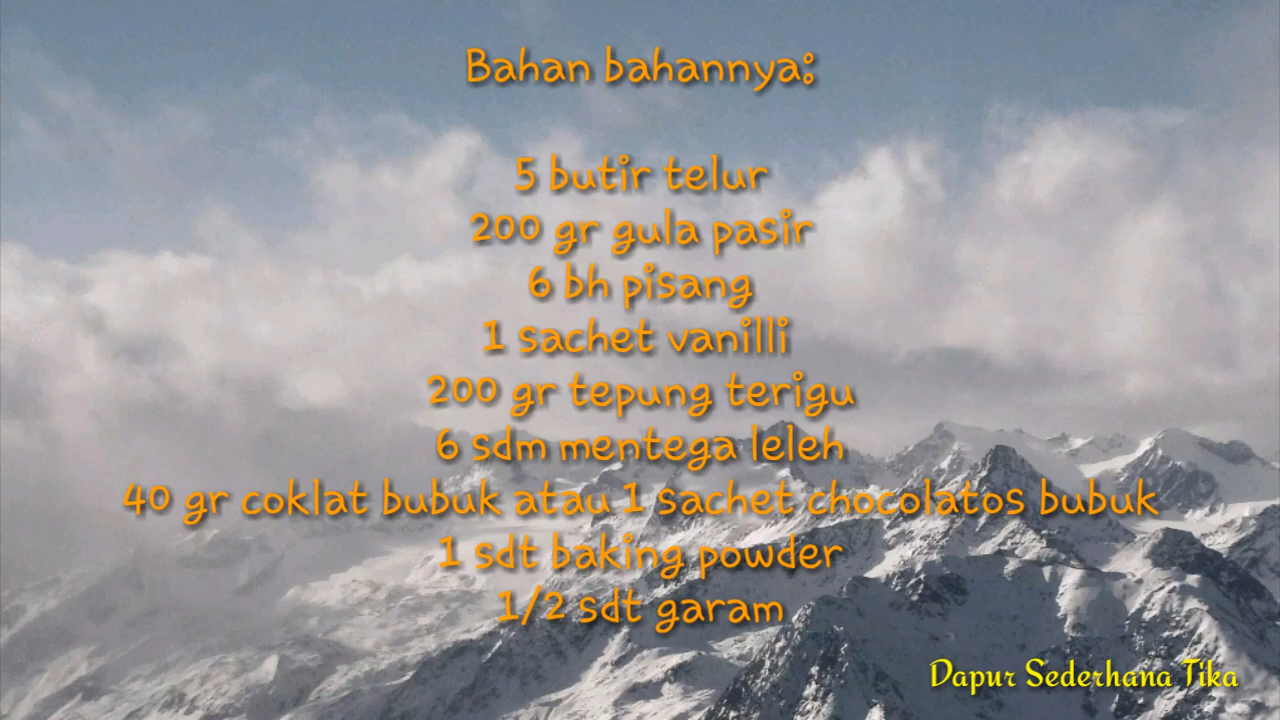 Bahan bahannya:
5 butir telur
200 gr gula pasir
6 bh pisang
1 sachet vanilli
200 gr tepung terigu
6 sdm mentega leleh
40 gr coklat bubuk atau 1 sachet chocolatos bubuk
1 sdt baking powder
1/2 sdt garam
Dapur Sederhana Tika